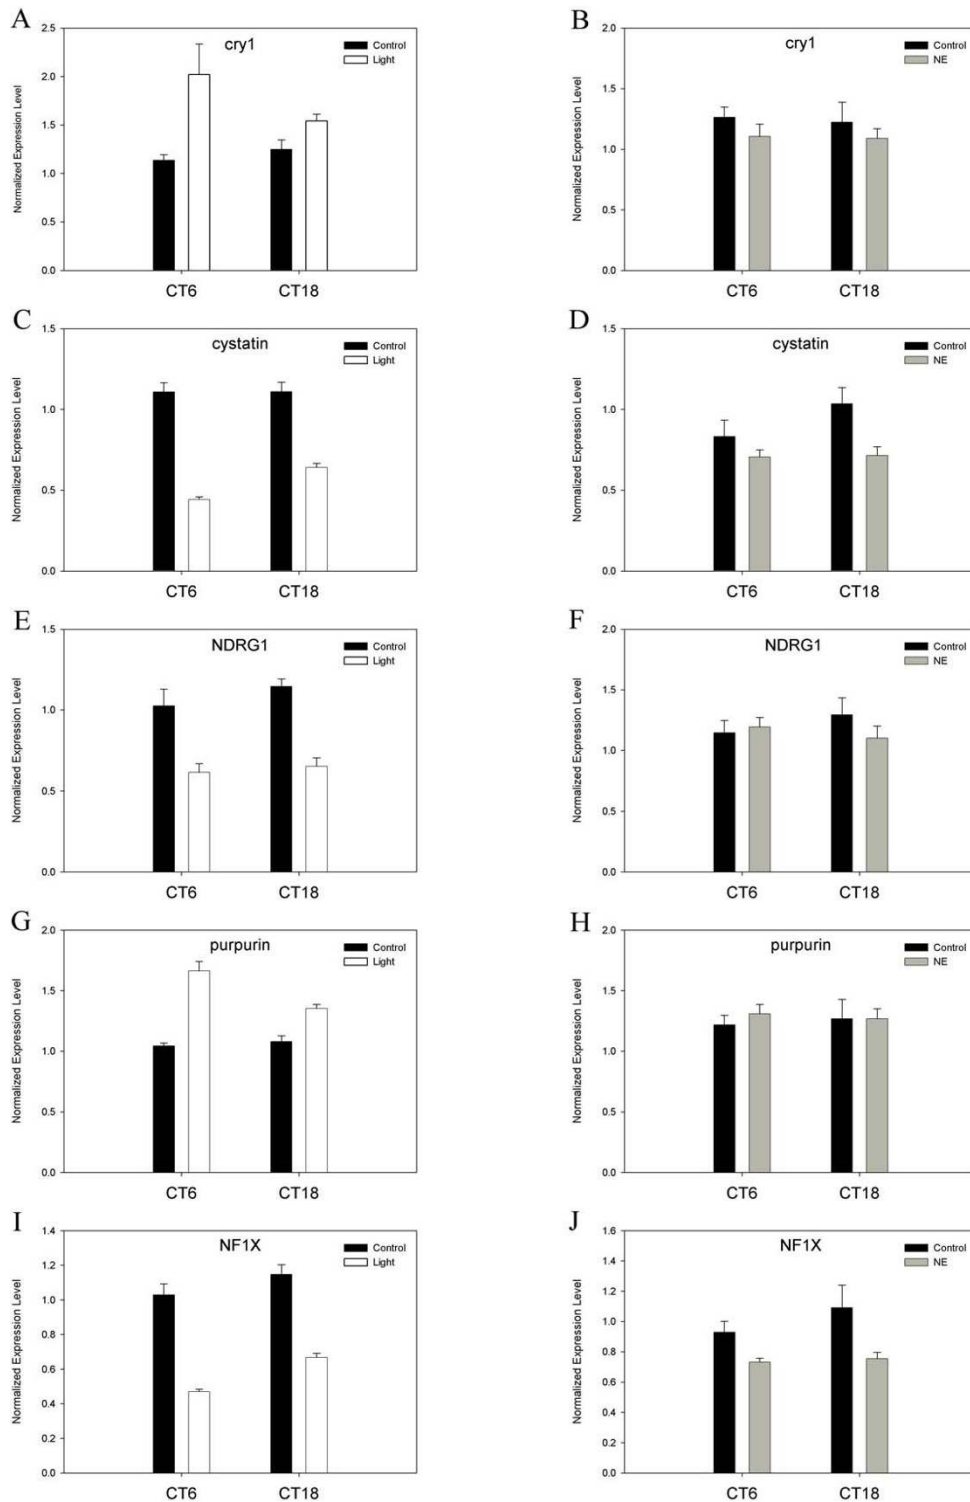 A
cry1
Control
Light
Normalized Expression Level
2.5
2.0
1.5
1.0
0.5
0.0
CT6 CT18
B
cry1
Control
NE
Normalized Expression Level
2.0
1.5
1.0
0.5
0.0
CT6 CT18
C
cystatin
Control
Light
Normalized Expression Level
1.5
1.0
0.5
0.0
CT6 CT18
D
cystatin
Control
NE
Normalized Expression Level
1.5
1.0
0.5
0.0
CT6 CT18
E
NDRG1
Control
Light
Normalized Expression Level
1.5
1.0
0.5
0.0
CT6 CT18
F
NDRG1
Control
NE
Normalized Expression Level
2.0
1.5
1.0
0.5
0.0
CT6 CT18
G
purpurin
Control
Light
Normalized Expression Level
2.0
1.5
1.0
0.5
0.0
CT6 CT18
H
purpurin
Control
NE
Normalized Expression Level
2.0
1.5
1.0
0.5
0.0
CT6 CT18
I
NF1X
Control
Light
Normalized Expression Level
1.4
1.2
1.0
0.8
0.6
0.4
0.2
0.0
CT6 CT18
J
NF1X
Control
NE
Normalized Expression Level
1.6
1.4
1.2
1.0
0.8
0.6
0.4
0.2
0.0
CT6 CT18